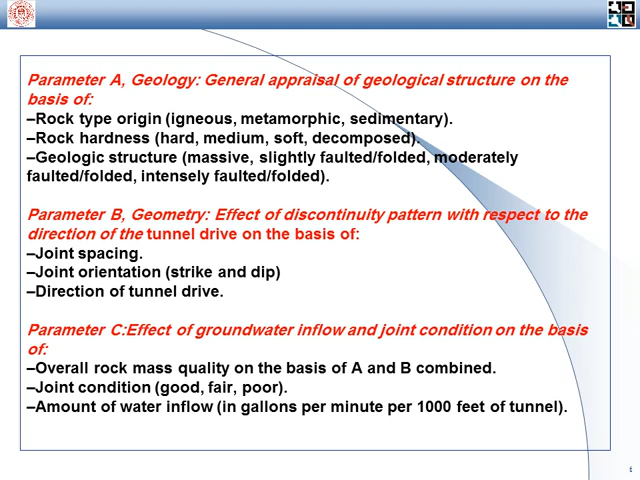 Parameter A, Geology: General appraisal of geological structure on the
basis of:
–Rock type origin (igneous, metamorphic, sedimentary).
–Rock hardness (hard, medium, soft, decomposed).
–Geologic structure (massive, slightly faulted/folded, moderately
faulted/folded, intensely faulted/folded).
Parameter B, Geometry: Effect of discontinuity pattern with respect to the
direction of the tunnel drive on the basis of:
–Joint spacing.
–Joint orientation (strike and dip)
–Direction of tunnel drive.
Parameter C:Effect of groundwater inflow and joint condition on the basis
of:
–Overall rock mass quality on the basis of A and B combined.
–Joint condition (good, fair, poor).
–Amount of water inflow (in gallons per minute per 1000 feet of tunnel).